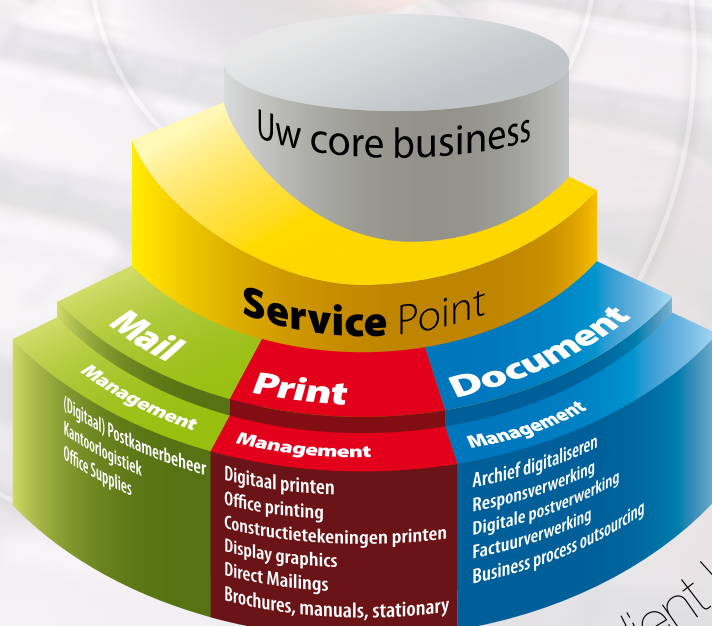 Uw core business
Service Point
Mail
Management
(Digitaal) Postkamerbeheer
Kantoorlogistiek
Office Supplies
Print
Management
Digitaal printen
Office printing
Constructietekeningen printen
Display graphics
Direct Mailings
Brochures, manuals, stationary
Document
Management
Archief digitaliseren
Responsverwerking
Digitale postverwerking
Factuurverwerking
Business process outsourcing